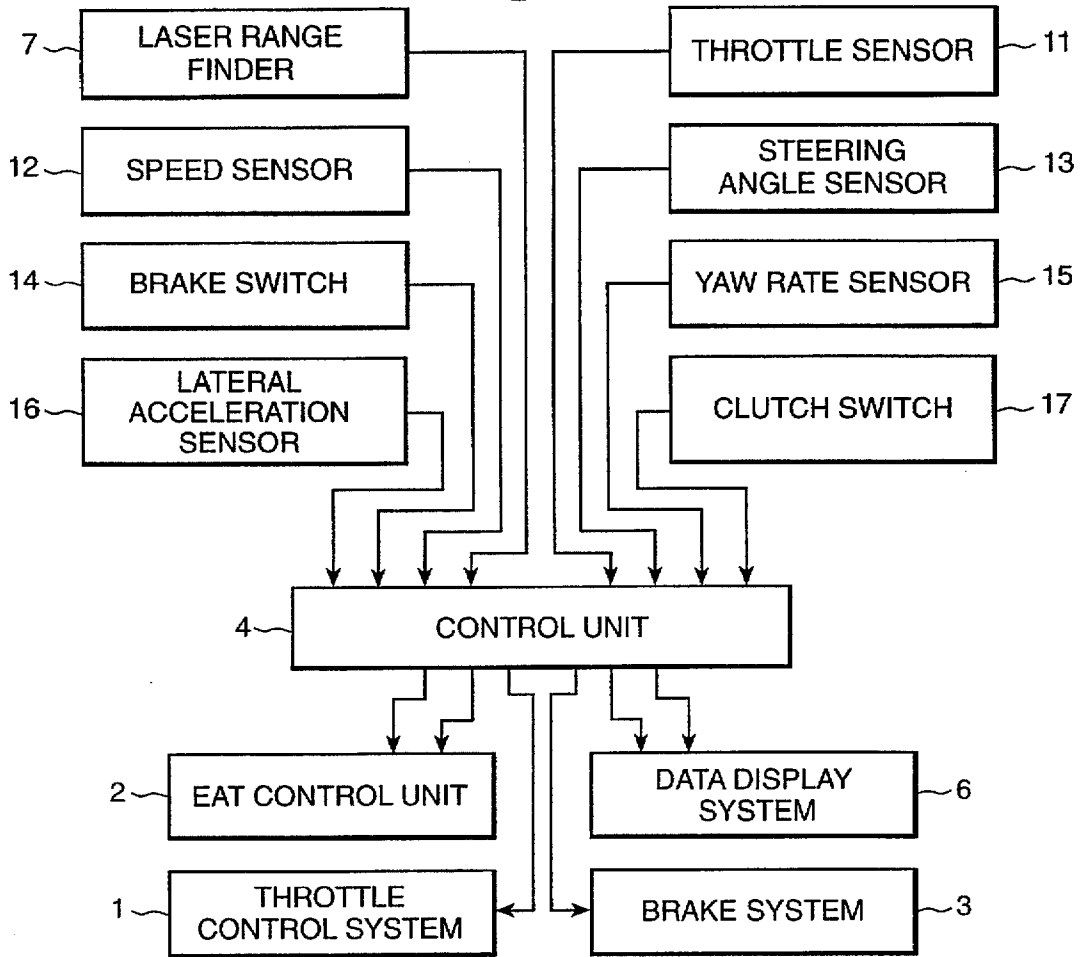 7
LASER RANGE
FINDER
THROTTLE SENSOR
11
12
SPEED SENSOR
STEERING
ANGLE SENSOR
13
14
BRAKE SWITCH
YAW RATE SENSOR
15
16
LATERAL
ACCELERATION
SENSOR
CLUTCH SWITCH
17
4
CONTROL UNIT
2
EAT CONTROL UNIT
DATA DISPLAY
SYSTEM
6
1
THROTTLE
CONTROL SYSTEM
BRAKE SYSTEM
3